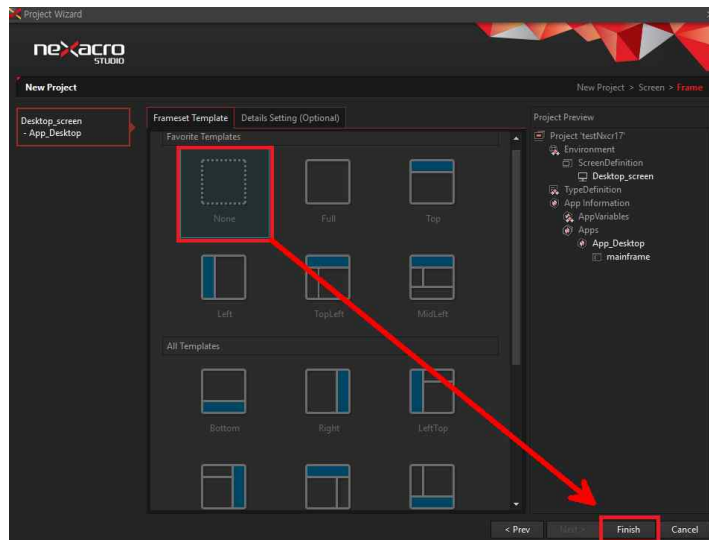 Project Wizard
nexacro
STUDIO
New Project
New Project > Screen > Frame
Desktop_screen
- App_Desktop
Frameset Template
Details Setting (Optional)
Project Preview
Favorite Templates
None
Full
Top
Left
TopLeft
MidLeft
All Templates
Bottom
Right
LeftTop
Project 'testNxcr17'
Environment
ScreenDefinition
Desktop_screen
TypeDefinition
App Information
AppVariables
Apps
App_Desktop
mainframe
< Prev
Next >
Finish
Cancel